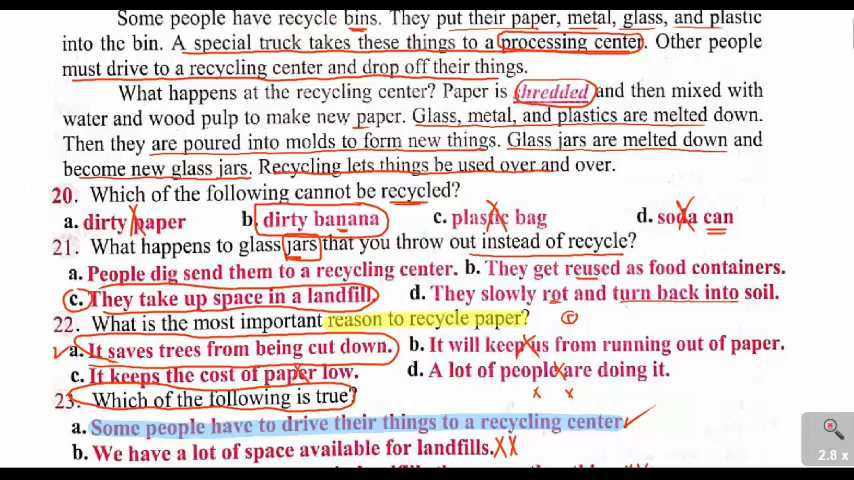 Some people have recycle bins. They put their paper, metal, glass, and plastic
into the bin. A special truck takes these things to a processing center. Other people
must drive to a recycling center and drop off their things.
What happens at the recycling center? Paper is shredded and then mixed with
water and wood pulp to make new paper. Glass, metal, and plastics are melted down.
Then they are poured into molds to form new things. Glass jars are melted down and
become new glass jars. Recycling lets things be used over and over.
20. Which of the following cannot be recycled?
a. dirty paper b. dirty banana c. plastic bag d. soda can
21. What happens to glass jars that you throw out instead of recycle?
a. People dig send them to a recycling center. b. They get reused as food containers.
c. They take up space in a landfill. d. They slowly rot and turn back into soil.
22. What is the most important reason to recycle paper?
a. It saves trees from being cut down. b. It will keep us from running out of paper.
c. It keeps the cost of paper low. d. A lot of people are doing it.
23. Which of the following is true?
a. Some people have to drive their things to a recycling center
b. We have a lot of space available for landfills.
2.8 x